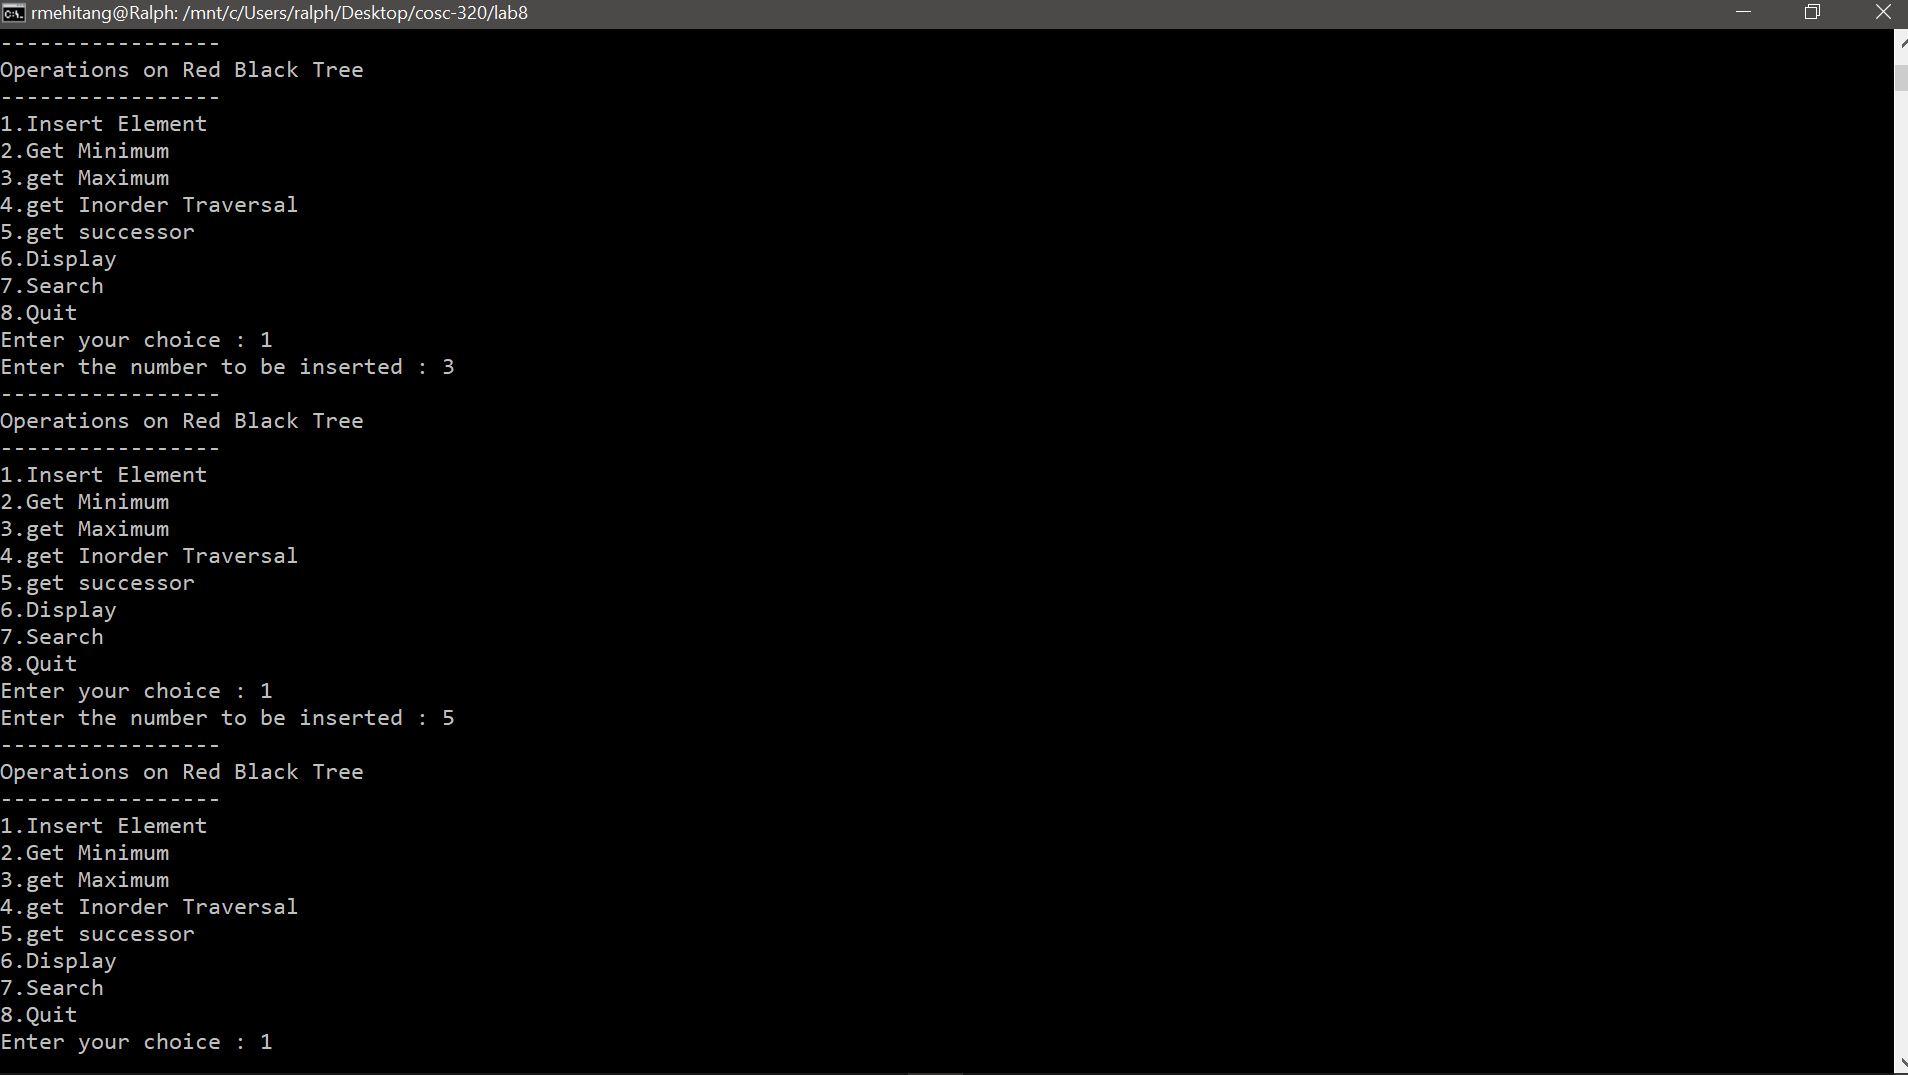 rmehitang@Ralph: /mnt/c/Users/ralph/Desktop/cosc-320/lab8
-----------------
Operations on Red Black Tree
-----------------
1.Insert Element
2.Get Minimum
3.get Maximum
4.get Inorder Traversal
5.get successor
6.Display
7.Search
8.Quit
Enter your choice : 1
Enter the number to be inserted : 3
-----------------
Operations on Red Black Tree
-----------------
1.Insert Element
2.Get Minimum
3.get Maximum
4.get Inorder Traversal
5.get successor
6.Display
7.Search
8.Quit
Enter your choice : 1
Enter the number to be inserted : 5
-----------------
Operations on Red Black Tree
-----------------
1.Insert Element
2.Get Minimum
3.get Maximum
4.get Inorder Traversal
5.get successor
6.Display
7.Search
8.Quit
Enter your choice : 1